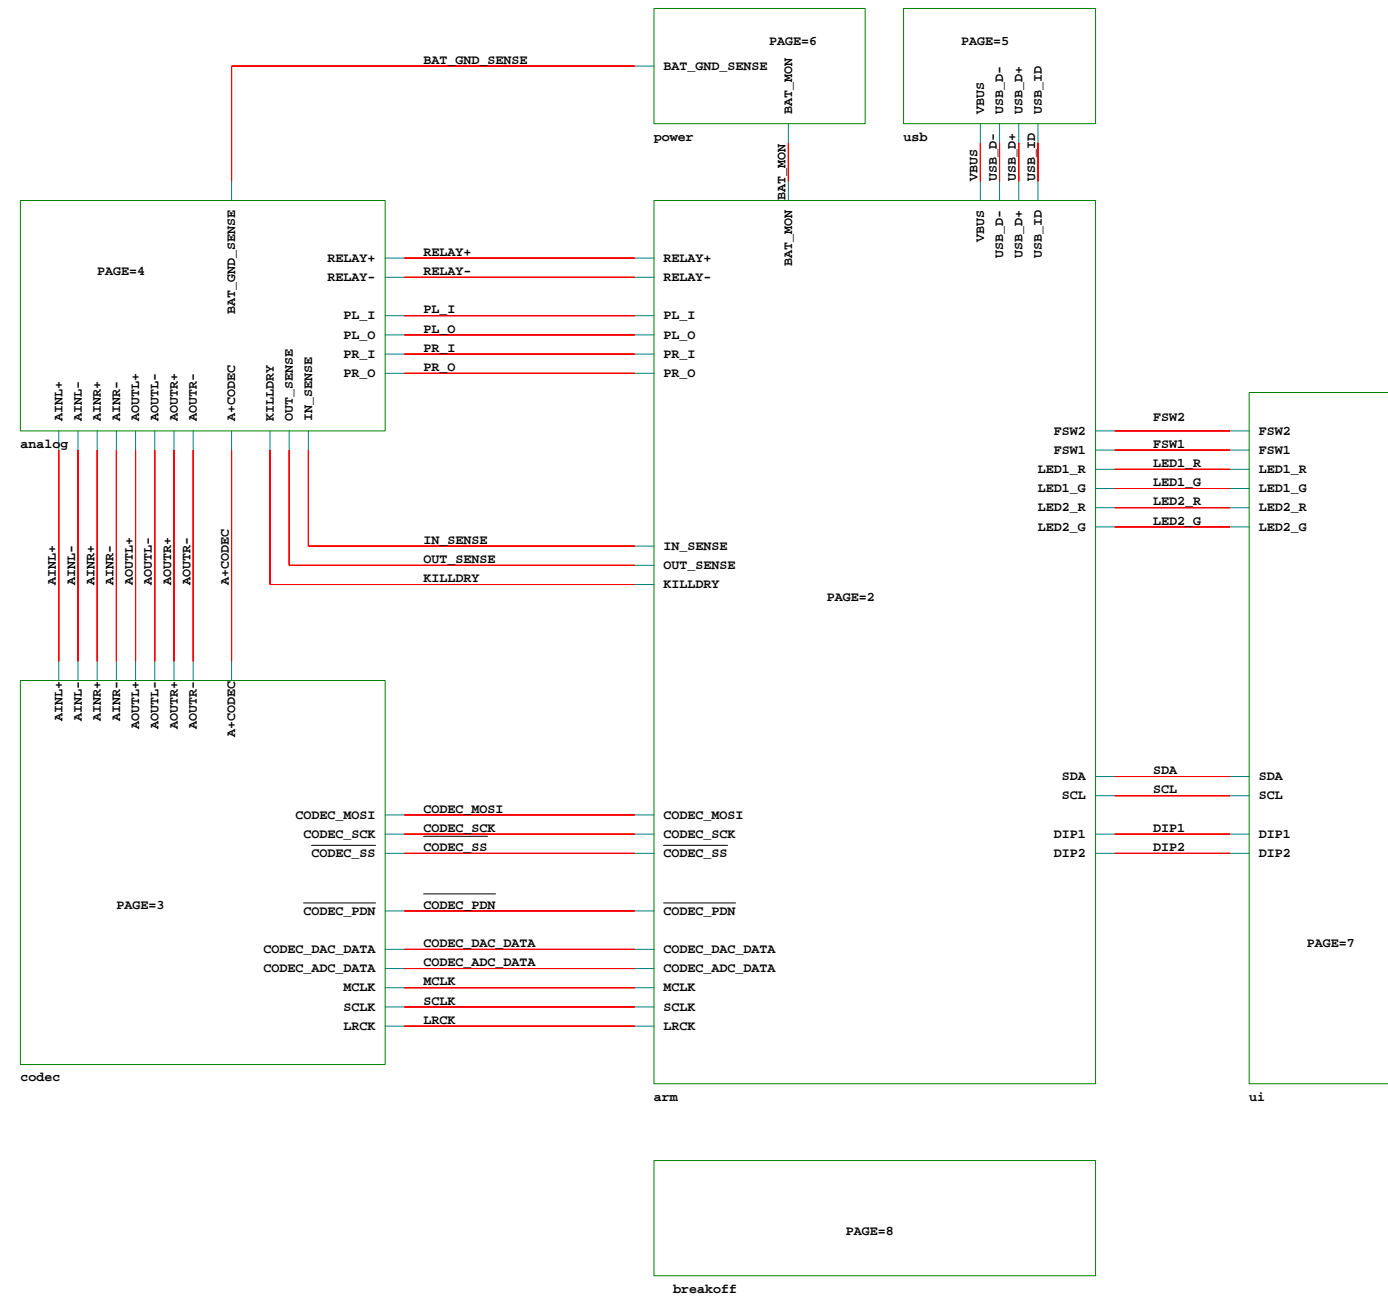 PAGE=6
BAT_GND_SENSE
BAT_MON
power
PAGE=5
VBUS
USB_D-
USB_D+
USB_ID
usb
BAT_GND_SENSE
BAT_MON
VBUS
USB_D-
USB_D+
USB_ID
PAGE=4
BAT_GND_SENSE
RELAY+
RELAY-
PL_I
PL_O
PR_I
PR_O
AINL+
AINL-
AINR+
AINR-
AOUTL+
AOUTL-
AOUTR+
AOUTR-
A+CODEC
KILLDRY
OUT_SENSE
IN_SENSE
analog
RELAY+
RELAY-
PL_I
PL_O
PR_I
PR_O
IN_SENSE
OUT_SENSE
KILLDRY
AINL+
AINL-
AINR+
AINR-
AOUTL+
AOUTL-
AOUTR+
AOUTR-
A+CODEC
BAT_MON
VBUS
USB_D-
USB_D+
USB_ID
RELAY+
RELAY-
PL_I
PL_O
PR_I
PR_O
IN_SENSE
OUT_SENSE
KILLDRY
PAGE=2
FSW2
FSW1
LED1_R
LED1_G
LED2_R
LED2_G
SDA
SCL
DIP1
DIP2
CODEC_MOSI
CODEC_SCK
CODEC_SS
CODEC_PDN
CODEC_DAC_DATA
CODEC_ADC_DATA
MCLK
SCLK
LRCK
arm
FSW2
FSW1
LED1_R
LED1_G
LED2_R
LED2_G
SDA
SCL
DIP1
DIP2
FSW2
FSW1
LED1_R
LED1_G
LED2_R
LED2_G
SDA
SCL
DIP1
DIP2
PAGE=7
ui
AINL+
AINL-
AINR+
AINR-
AOUTL+
AOUTL-
AOUTR+
AOUTR-
A+CODEC
CODEC_MOSI
CODEC_SCK
CODEC_SS
PAGE=3
CODEC_PDN
CODEC_DAC_DATA
CODEC_ADC_DATA
MCLK
SCLK
LRCK
codec
CODEC_MOSI
CODEC_SCK
CODEC_SS
CODEC_PDN
CODEC_DAC_DATA
CODEC_ADC_DATA
MCLK
SCLK
LRCK
PAGE=8
breakoff